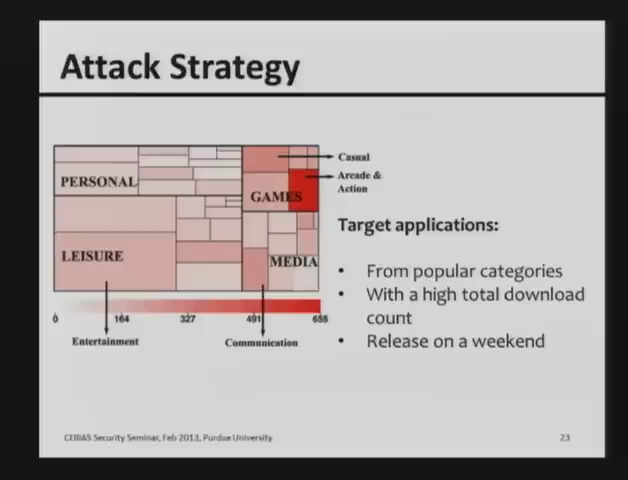 Attack Strategy
PERSONAL
GAMES
LEISURE
MEDIA
Casual
Arcade &
Action
0 164 327 491 655
Entertainment
Communication
Target applications:
• From popular categories
• With a high total download
count
• Release on a weekend
CERIAS Security Seminar, Feb 2013, Purdue University
23